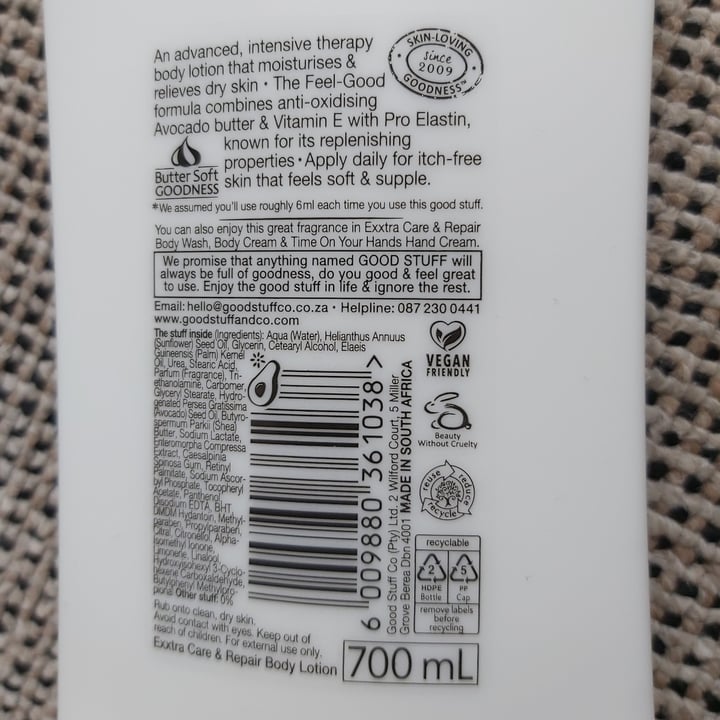 An advanced, intensive therapy
body lotion that moisturises &
relieves dry skin • The Feel-Good
formula combines anti-oxidising
Avocado butter & Vitamin E with Pro Elastin,
known for its replenishing
properties • Apply daily for itch-free
skin that feels soft & supple.
SKIN-LOVING
Since
2009
GOODNESS™
Butter Soft
GOODNESS
*We assumed you'll use roughly 6ml each time you use this good stuff.
You can also enjoy this great fragrance in Exxtra Care & Repair
Body Wash, Body Cream & Time On Your Hands Hand Cream.
We promise that anything named GOOD STUFF will
always be full of goodness, do you good & feel great
to use. Enjoy the good stuff in life & ignore the rest.
Email: hello@goodstuffco.co.za • Helpline: 087 230 0441
www.goodstuffandco.com
The stuff inside (Ingredients): Aqua (Water), Helianthus Annuus
(Sunflower) Seed Oil, Glycerin, Cetearyl Alcohol, Elaeis
Guineensis (Palm) Kernel
Oil, Urea, Stearic Acid,
Parfum (Fragrance), Tri-
ethanolamine, Carbomer,
Glyceryl Stearate, Hydro-
genated Persea Gratissima
(Avocado) Seed Oil, Butyro-
spermum Parkii (Shea)
Butter, Sodium Lactate,
Enteromorpha Compressa
Extract, Caesalpinia
Spinosa Gum, Retinyl
Palmitate, Sodium Ascor-
byl Phosphate, Tocopheryl
Acetate, Panthenol
Disodium EDTA, BHT,
DMDM Hydantoin, Methyl-
paraben, Propylparaben,
Citral, Citronellol, Alpha-
Isomethyl Ionone,
Limonene, Linalool,
Hydroxyisohexyl 3-Cyclo-
hexene Carboxaldehyde,
Butylphenyl Methylpro-
pional Other stuff: 0%
Rub onto clean, dry skin.
Avoid contact with eyes. Keep out of
reach of children. For external use only.
Exxtra Care & Repair Body Lotion
700 mL
6 009880 361038 >
Good Stuff Co (Pty) Ltd. 2 Wilford Court, 5 Miller
Grove Berea Dbn 4001 MADE IN SOUTH AFRICA
VEGAN
FRIENDLY
Beauty
Without Cruelty
reuse
reduce
recycle
recyclable
2
5
HDPE
Bottle
PP
Cap
remove labels
before
recycling